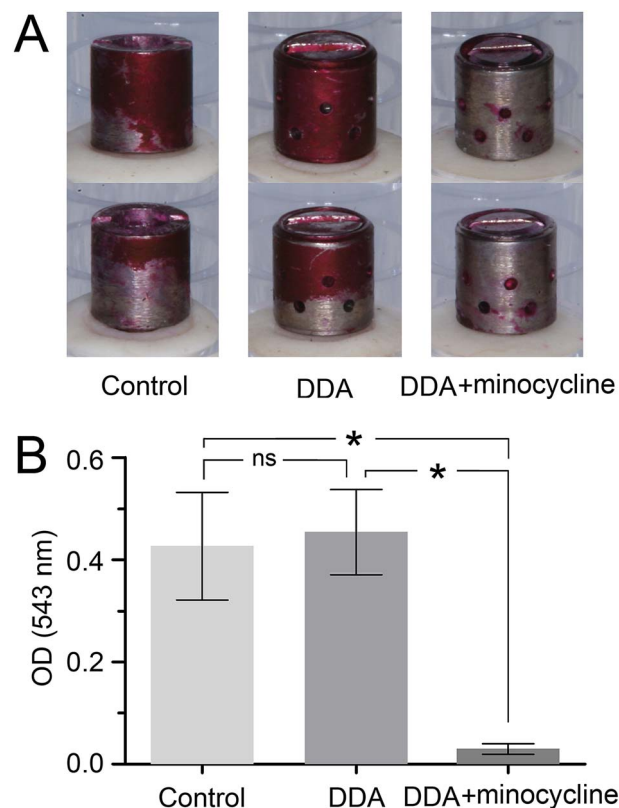 A
Control DDA DDA+minocycline
B
*
ns *
0.6
0.4
0.2
0.0
OD (543 nm)
Control DDA DDA+minocycline